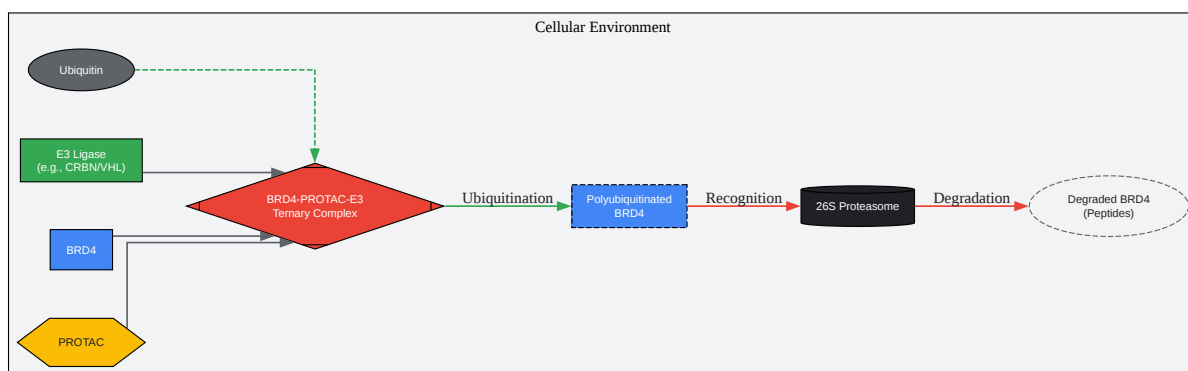 Cellular Environment
Ubiquitin
E3 Ligase
(e.g., CRBN/VHL)
BRD4-PROTAC-E3
Ternary Complex
Ubiquitination
Polyubiquitinated
BRD4
Recognition
26S Proteasome
Degradation
Degraded BRD4
(Peptides)
BRD4
PROTAC